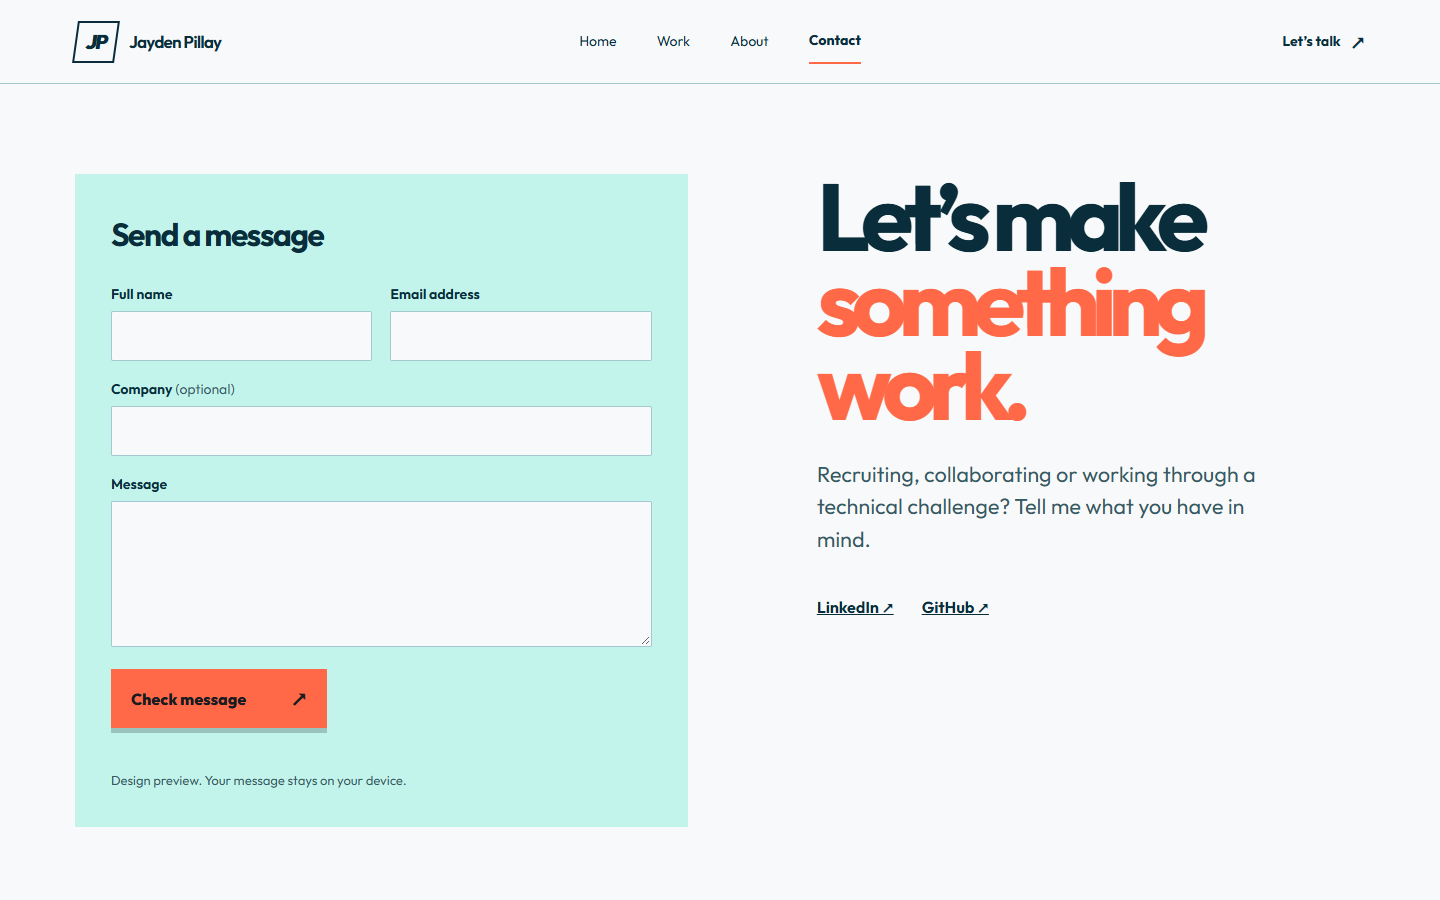 JP Jayden Pillay
Home Work About Contact
Let's talk ↗
Send a message
Full name
Email address
Company (optional)
Message
Check message ↗
Design preview. Your message stays on your device.
Let’s make
something
work.
Recruiting, collaborating or working through a
technical challenge? Tell me what you have in
mind.
LinkedIn ↗ GitHub ↗